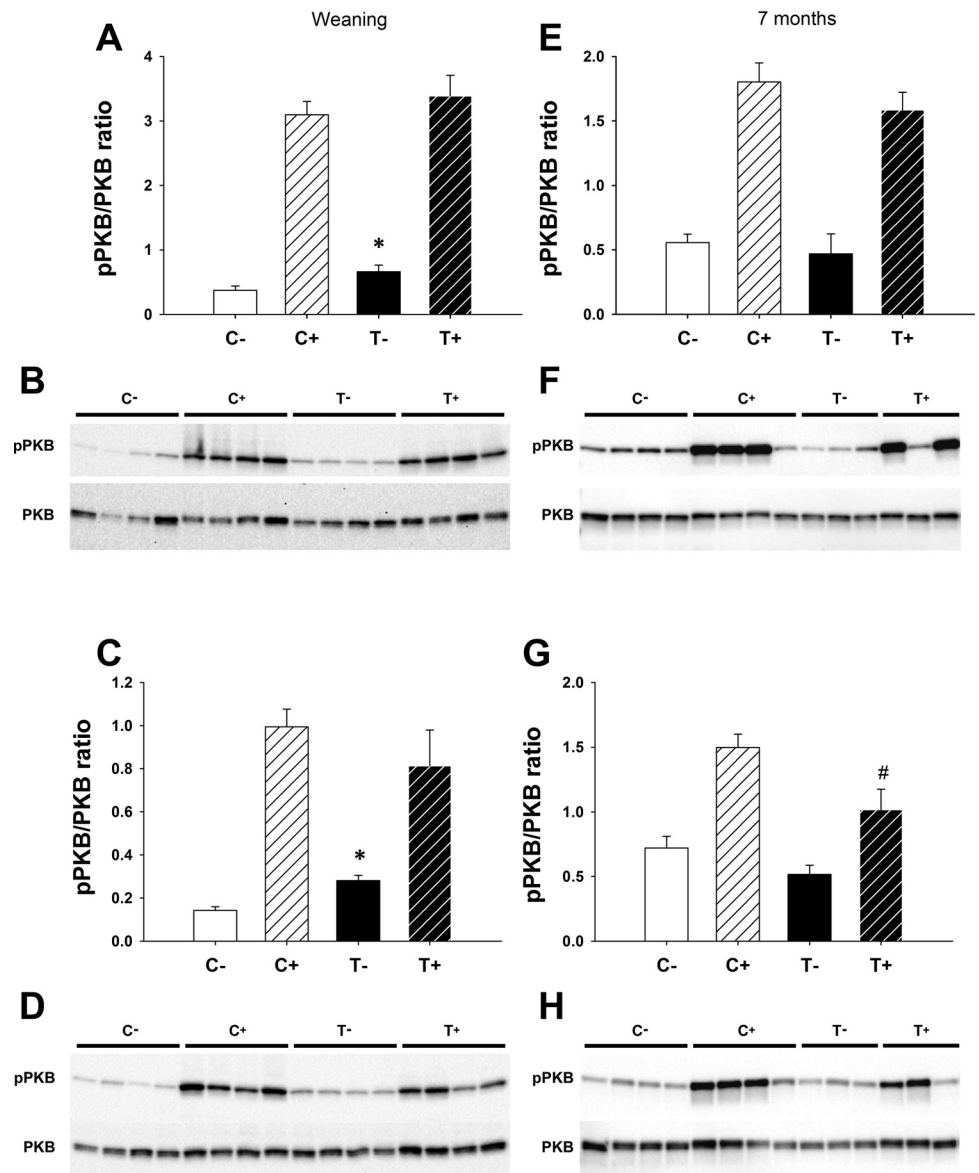 Weaning
7 months
A
pPKB/PKB ratio
4
3
2
1
0
*
C- C+ T- T+
E
pPKB/PKB ratio
2.0
1.5
1.0
0.5
0.0
C- C+ T- T+
B
C- C+ T- T+
pPKB
PKB
F
C- C+ T- T+
pPKB
PKB
C
pPKB/PKB ratio
1.2
1.0
0.8
0.6
0.4
0.2
0.0
*
C- C+ T- T+
G
pPKB/PKB ratio
2.0
1.5
1.0
0.5
0.0
#
C- C+ T- T+
D
C- C+ T- T+
pPKB
PKB
H
C- C+ T- T+
pPKB
PKB